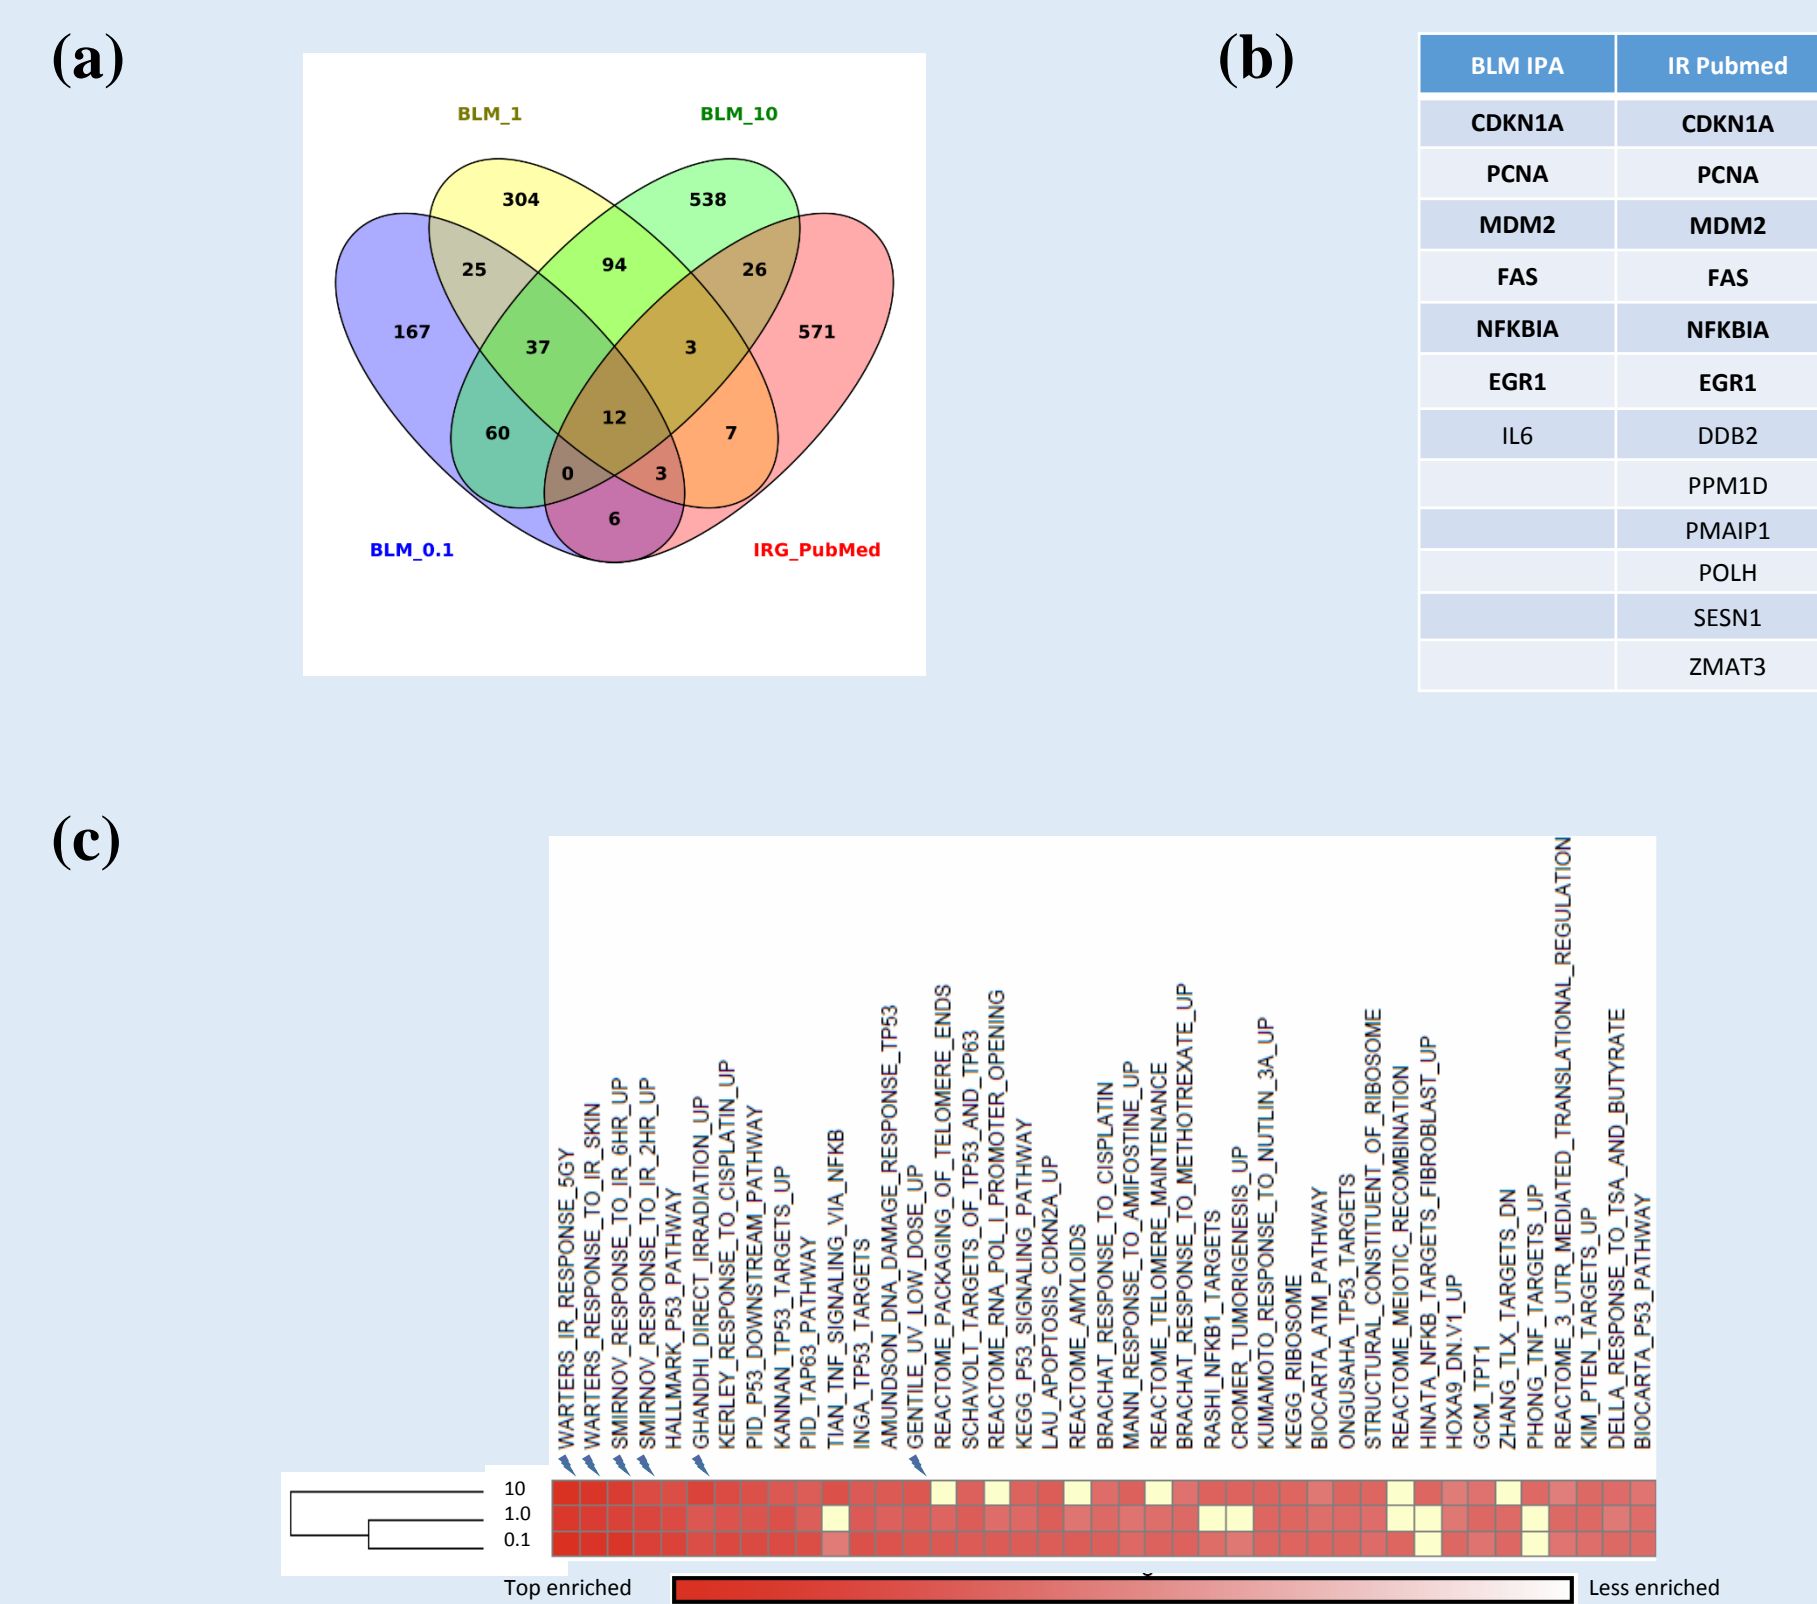 (a)
BLM_1
BLM_10
304
538
25
94
26
167
37
3
571
12
60
7
0
3
6
BLM_0.1
IRG_PubMed
(b)
BLM IPA IR Pubmed
CDKN1A CDKN1A
PCNA PCNA
MDM2 MDM2
FAS FAS
NFKBIA NFKBIA
EGR1 EGR1
IL6 DDB2
PPM1D
PMAIP1
POLH
SESN1
ZMAT3
(c)
WARTERS_IR_RESPONSE_5GY
WARTERS_RESPONSE_TO_IR_SKIN
SMIRNOV_RESPONSE_TO_IR_6HR_UP
SMIRNOV_RESPONSE_TO_IR_2HR_UP
HALLMARK_P53_PATHWAY
GHANDHI_DIRECT_IRRADIATION_UP
KERLEY_RESPONSE_TO_CISPLATIN_UP
PID_P53_DOWNSTREAM_PATHWAY
KANNAN_TP53_TARGETS_UP
PID_TAP63_PATHWAY
TIAN_TNF_SIGNALING_VIA_NFKB
INGA_TP53_TARGETS
AMUNDSON_DNA_DAMAGE_RESPONSE_TP53
GENTILE_UV_LOW_DOSE_UP
REACTOME_PACKAGING_OF_TELOMERE_ENDS
SCHAVOLT_TARGETS_OF_TP53_AND_TP63
REACTOME_RNA_POL_I_PROMOTER_OPENING
KEGG_P53_SIGNALING_PATHWAY
LAU_APOPTOSIS_CDKN2A_UP
REACTOME_AMYLOIDS
BRACHAT_RESPONSE_TO_CISPLATIN
MANN_RESPONSE_TO_AMIFOSTINE_UP
REACTOME_TELOMERE_MAINTENANCE
BRACHAT_RESPONSE_TO_METHOTREXATE_UP
RASHI_NFKB1_TARGETS
CROMER_TUMORIGENESIS_UP
KUMAMOTO_RESPONSE_TO_NUTLIN_3A_UP
KEGG_RIBOSOME
BIOCARTA_ATM_PATHWAY
ONGUSAHA_TP53_TARGETS
STRUCTURAL_CONSTITUENT_OF_RIBOSOME
REACTOME_MEIOTIC_RECOMBINATION
HINATA_NFKB_TARGETS_FIBROBLAST_UP
HOXA9_DN.V1_UP
GCM_TPT1
ZHANG_TLX_TARGETS_DN
PHONG_TNF_TARGETS_UP
REACTOME_3_UTR_MEDIATED_TRANSLATIONAL_REGULATION
KIM_PTEN_TARGETS_UP
DELLA_RESPONSE_TO_TSA_AND_BUTYRATE
BIOCARTA_P53_PATHWAY
10
1.0
0.1
Top enriched Less enriched